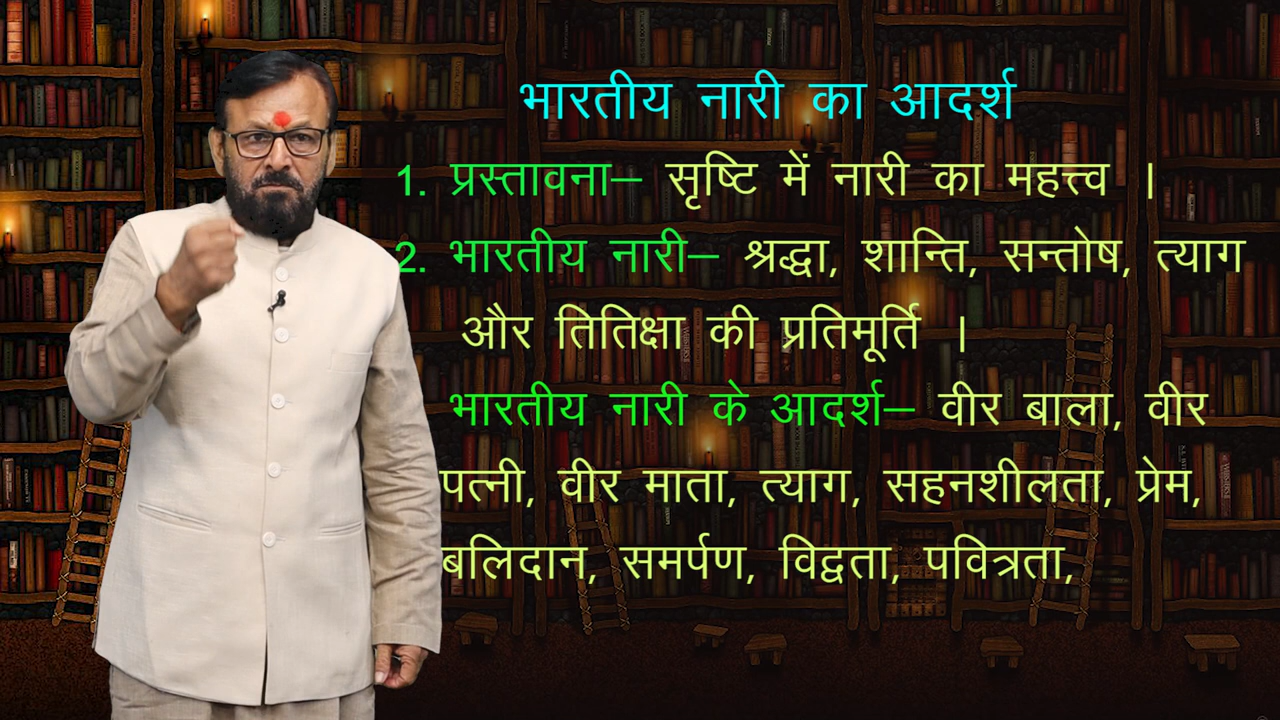 भारतीय नारी का आदर्श
1. प्रस्तावना– सृष्टि में नारी का महत्त्व |
2. भारतीय नारी– श्रद्धा, शान्ति, सन्तोष, त्याग
और तितिक्षा की प्रतिमूर्ति |
भारतीय नारी के आदर्श– वीर बाला, वीर
पत्नी, वीर माता, त्याग, सहनशीलता, प्रेम,
बलिदान, समर्पण, विद्वता, पवित्रता,